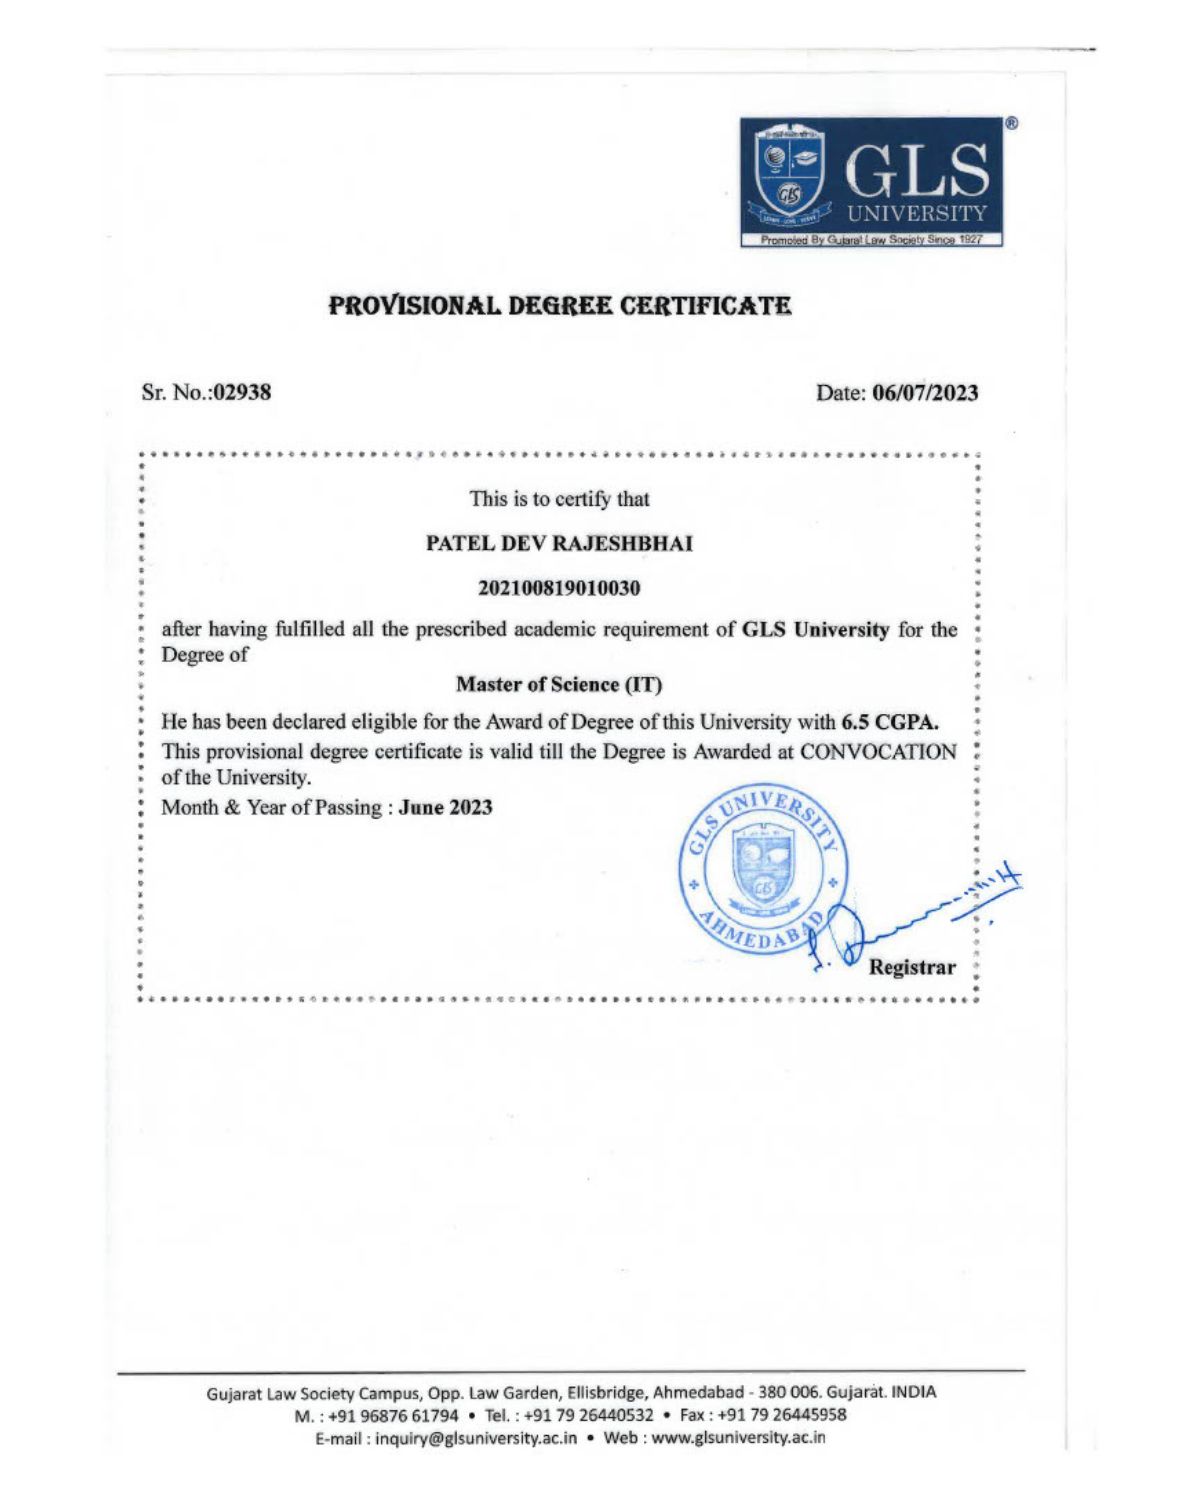 GLS
UNIVERSITY
®
Promoted By Gujarat Law Society Since 1927
PROVISIONAL DEGREE CERTIFICATE
Sr. No.:02938 Date: 06/07/2023
This is to certify that
PATEL DEV RAJESHBHAI
202100819010030
after having fulfilled all the prescribed academic requirement of GLS University for the
Degree of
Master of Science (IT)
He has been declared eligible for the Award of Degree of this University with 6.5 CGPA.
This provisional degree certificate is valid till the Degree is Awarded at CONVOCATION
of the University.
Month & Year of Passing : June 2023
GLS UNIVERSITY
AHMEDABAD
Registrar
Gujarat Law Society Campus, Opp. Law Garden, Ellisbridge, Ahmedabad - 380 006. Gujarat. INDIA
M. : +91 96876 61794 • Tel. : +91 79 26440532 • Fax : +91 79 26445958
E-mail : inquiry@glsuniversity.ac.in • Web : www.glsuniversity.ac.in